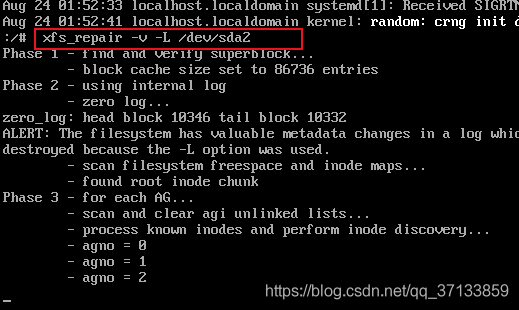 Aug 24 01:52:33 localhost.localdomain systemd[1]: Received SIGRTM
Aug 24 01:52:41 localhost.localdomain kernel: random: crng init d
:/# xfs_repair -v -L /dev/sda2
Phase 1 - find and verify superblock...
- block cache size set to 86736 entries
Phase 2 - using internal log
- zero log...
zero_log: head block 10346 tail block 10332
ALERT: The filesystem has valuable metadata changes in a log whic
destroyed because the -L option was used.
- scan filesystem freespace and inode maps...
- found root inode chunk
Phase 3 - for each AG...
- scan and clear agi unlinked lists...
- process known inodes and perform inode discovery...
- agno = 0
- agno = 1
- agno = 2
https://blog.csdn.net/qq_37133859